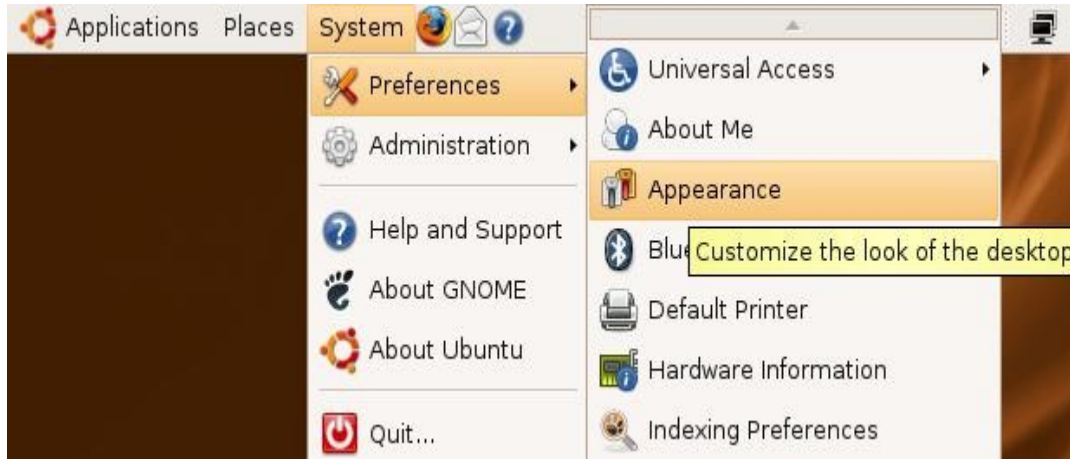 Applications Places System
Preferences
Administration
Help and Support
About GNOME
About Ubuntu
Quit...
Universal Access
About Me
Appearance
Customize the look of the desktop
Default Printer
Hardware Information
Indexing Preferences